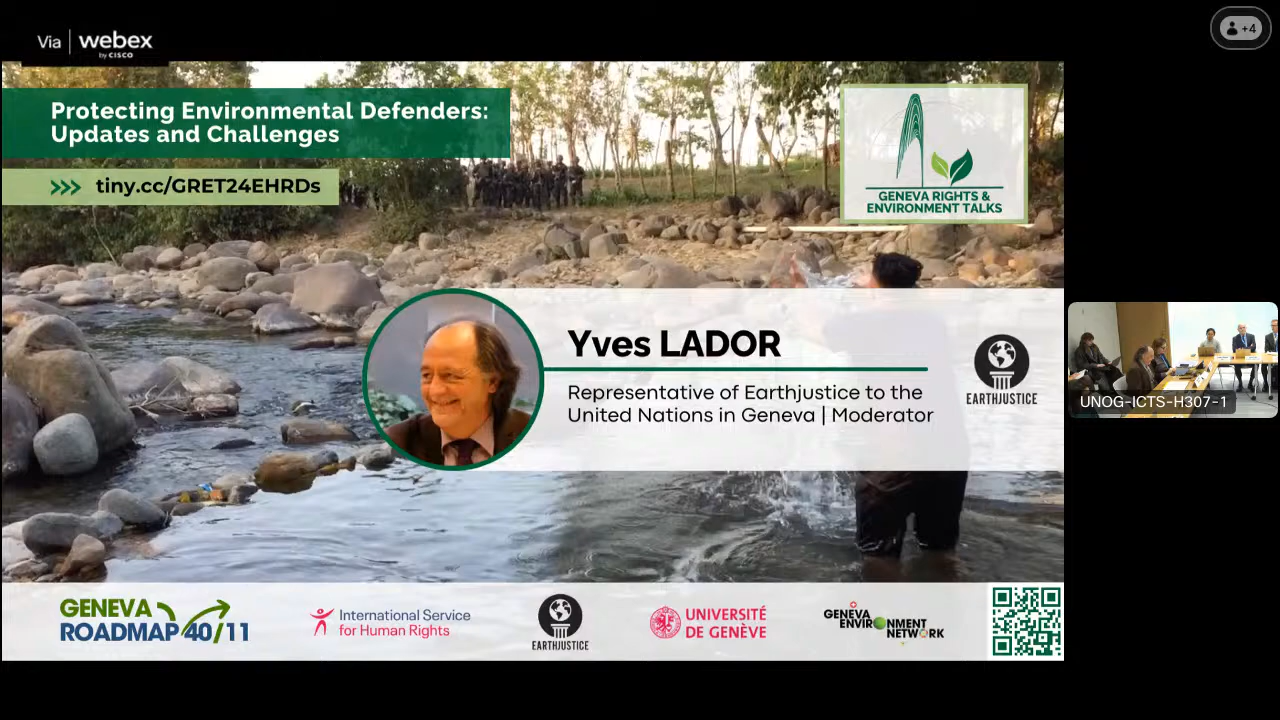 Via | webex
by CISCO
+4
Protecting Environmental Defenders:
Updates and Challenges
>>> tiny.cc/GRET24EHRDs
GENEVA RIGHTS &
ENVIRONMENT TALKS
Yves LADOR
Representative of Earthjustice to the
United Nations in Geneva | Moderator
EARTHJUSTICE
UNOG-ICTS-H307-1
GENEVA
ROADMAP 40/11
International Service
for Human Rights
EARTHJUSTICE
UNIVERSITÉ
DE GENÈVE
GENEVA
ENVIRONMENT
NETWORK